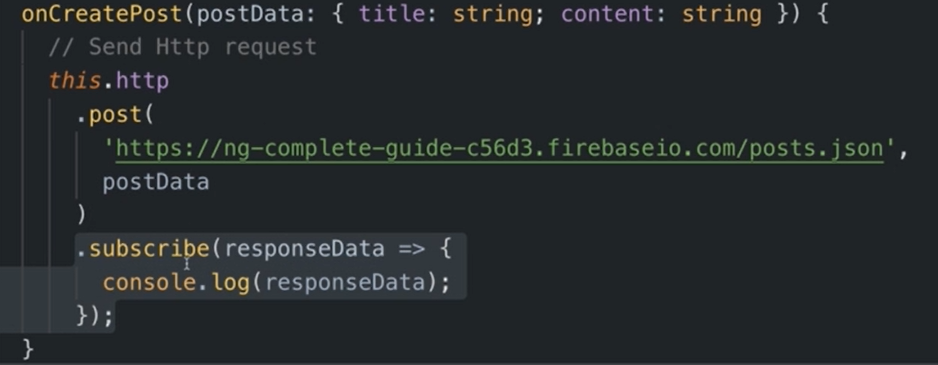 onCreatePost(postData: { title: string; content: string }) {
// Send Http request
this.http
.post(
'https://ng-complete-guide-c56d3.firebaseio.com/posts.json',
postData
)
.subscribe(responseData => {
console.log(responseData);
});
}